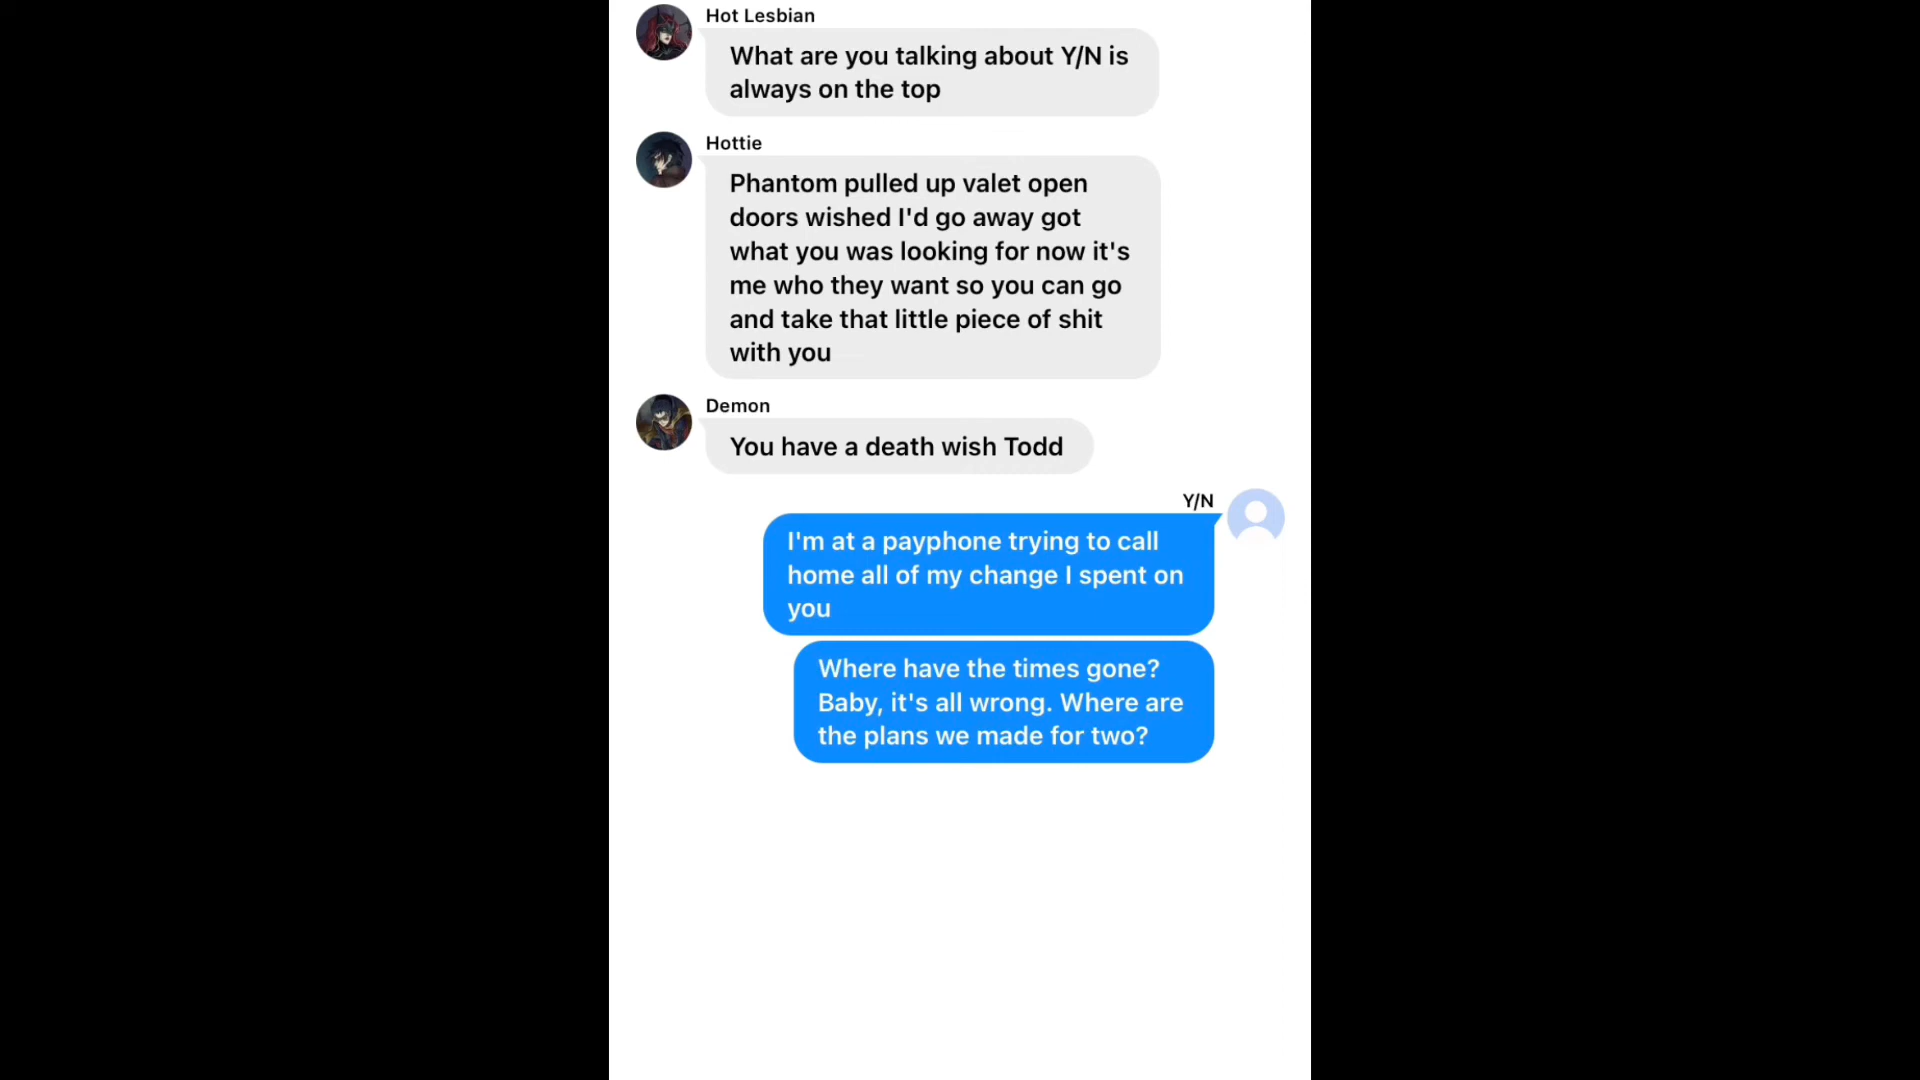 Hot Lesbian
What are you talking about Y/N is
always on the top
Hottie
Phantom pulled up valet open
doors wished I'd go away got
what you was looking for now it's
me who they want so you can go
and take that little piece of shit
with you
Demon
You have a death wish Todd
Y/N
I'm at a payphone trying to call
home all of my change I spent on
you
Where have the times gone?
Baby, it's all wrong. Where are
the plans we made for two?